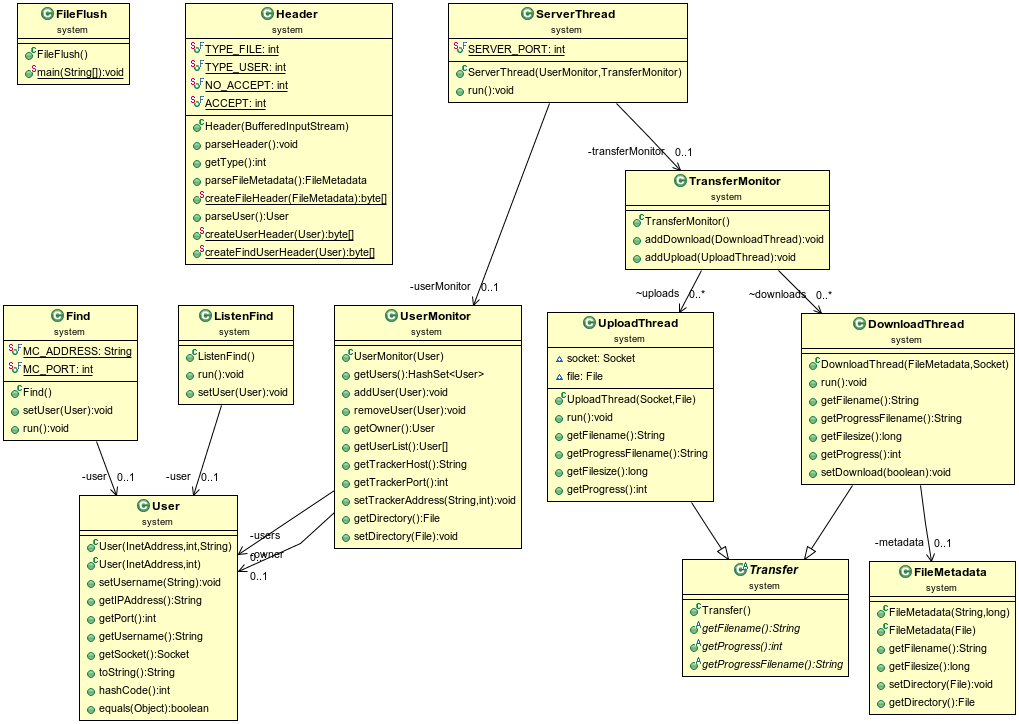 FileFlush
system
FileFlush()
main(String[]):void
Header
system
TYPE_FILE: int
TYPE_USER: int
NO_ACCEPT: int
ACCEPT: int
Header(BufferedInputStream)
parseHeader():void
getType():int
parseFileMetadata():FileMetadata
createFileHeader(FileMetadata):byte[]
parseUser():User
createUserHeader(User):byte[]
createFindUserHeader(User):byte[]
ServerThread
system
SERVER_PORT: int
ServerThread(UserMonitor,TransferMonitor)
run():void
-transferMonitor 0..1
TransferMonitor
system
TransferMonitor()
addDownload(DownloadThread):void
addUpload(UploadThread):void
-userMonitor 0..1
~uploads 0..*
~downloads 0..*
Find
system
MC_ADDRESS: String
MC_PORT: int
Find()
setUser(User):void
run():void
ListenFind
system
ListenFind()
run():void
setUser(User):void
UserMonitor
system
UserMonitor(User)
getUsers():HashSet<User>
addUser(User):void
removeUser(User):void
getOwner():User
getUserList():User[]
getTrackerHost():String
getTrackerPort():int
setTrackerAddress(String,int):void
getDirectory():File
setDirectory(File):void
UploadThread
system
socket: Socket
file: File
UploadThread(Socket,File)
run():void
getFilename():String
getProgressFilename():String
getFilesize():long
getProgress():int
DownloadThread
system
DownloadThread(FileMetadata,Socket)
run():void
getFilename():String
getProgressFilename():String
getFilesize():long
getProgress():int
setDownload(boolean):void
-user 0..1
-user 0..1
User
system
User(InetAddress,int,String)
User(InetAddress,int)
setUsername(String):void
getIPAddress():String
getPort():int
getUsername():String
getSocket():Socket
toString():String
hashCode():int
equals(Object):boolean
-users
-owner
0..1
-metadata 0..1
Transfer
system
Transfer()
getFilename():String
getProgress():int
getProgressFilename():String
FileMetadata
system
FileMetadata(String,long)
FileMetadata(File)
getFilename():String
getFilesize():long
setDirectory(File):void
getDirectory():File